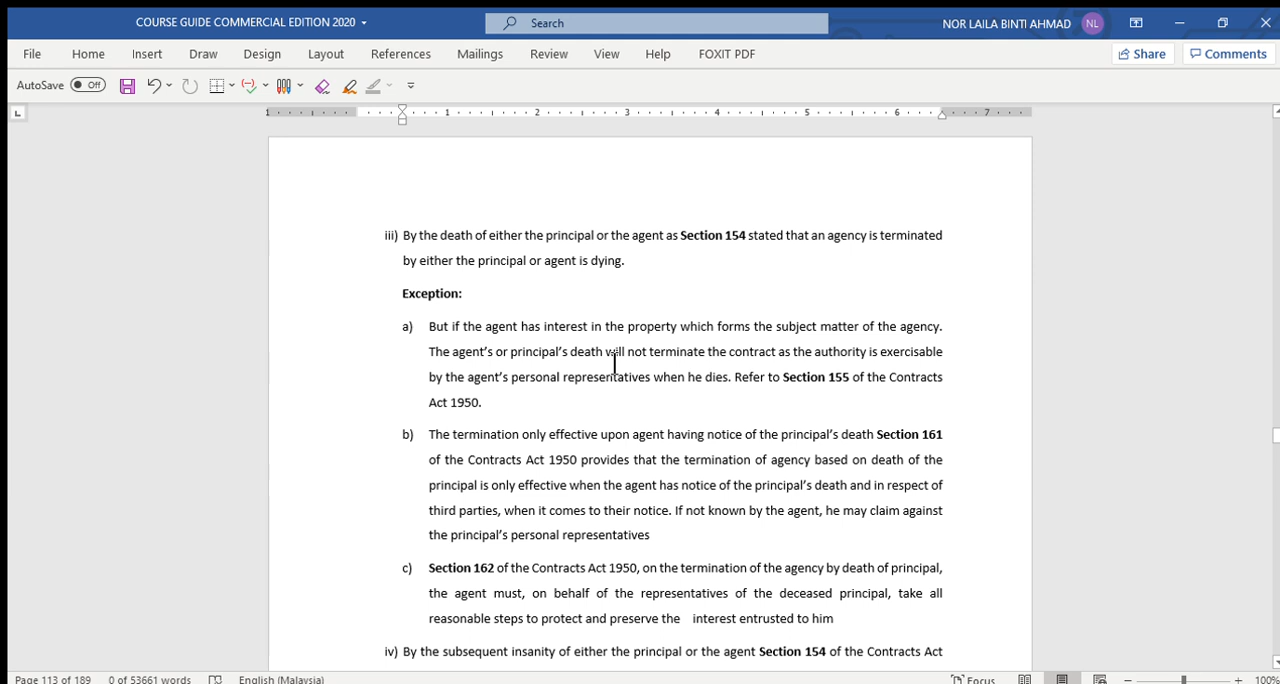 COURSE GUIDE COMMERCIAL EDITION 2020
Search
NOR LAILA BINTI AHMAD NL
File Home Insert Draw Design Layout References Mailings Review View Help FOXIT PDF Share Comments
AutoSave Off
1 1 2 3 4 5 6 7
iii) By the death of either the principal or the agent as Section 154 stated that an agency is terminated
by either the principal or agent is dying.
Exception:
a) But if the agent has interest in the property which forms the subject matter of the agency.
The agent's or principal's death will not terminate the contract as the authority is exercisable
by the agent's personal representatives when he dies. Refer to Section 155 of the Contracts
Act 1950.
b) The termination only effective upon agent having notice of the principal's death Section 161
of the Contracts Act 1950 provides that the termination of agency based on death of the
principal is only effective when the agent has notice of the principal's death and in respect of
third parties, when it comes to their notice. If not known by the agent, he may claim against
the principal's personal representatives
c) Section 162 of the Contracts Act 1950, on the termination of the agency by death of principal,
the agent must, on behalf of the representatives of the deceased principal, take all
reasonable steps to protect and preserve the interest entrusted to him
iv) By the subsequent insanity of either the principal or the agent Section 154 of the Contracts Act
Page 113 of 189 0 of 53661 words English (Malaysia) Focus 100%